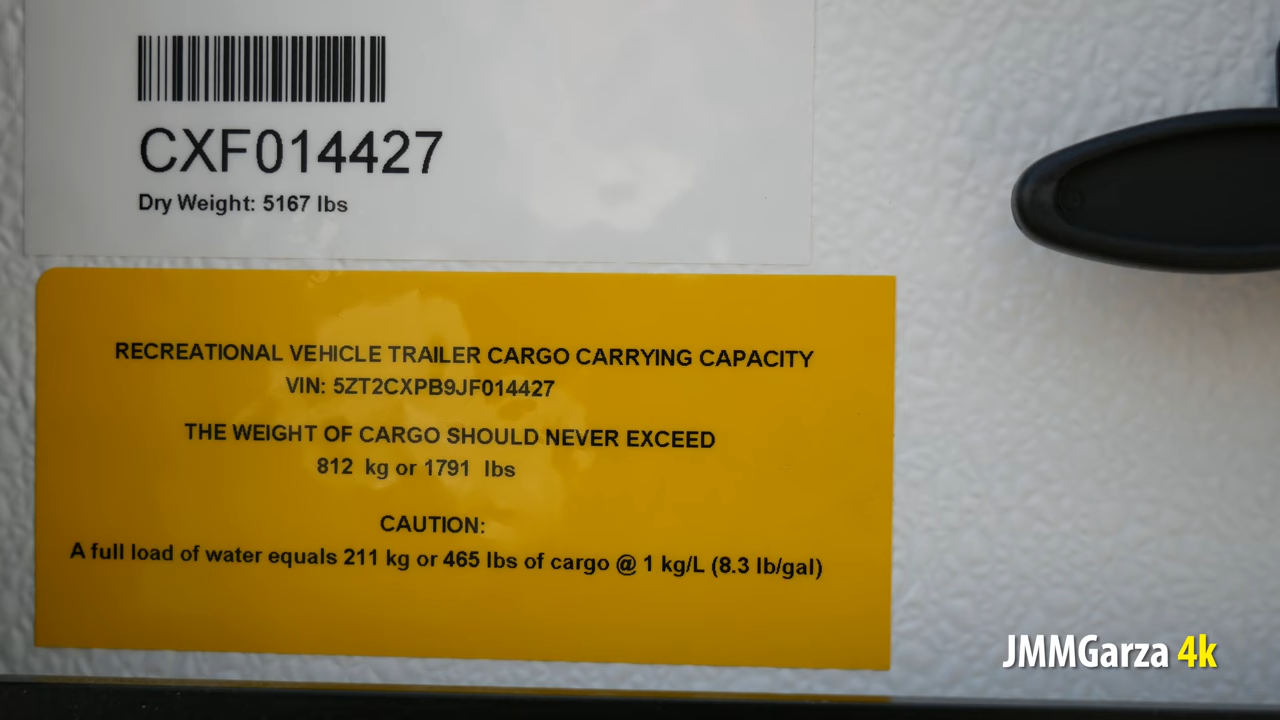 CXF014427
Dry Weight: 5167 lbs
RECREATIONAL VEHICLE TRAILER CARGO CARRYING CAPACITY
VIN: 5ZT2CXPB9JF014427
THE WEIGHT OF CARGO SHOULD NEVER EXCEED
812 kg or 1791 lbs
CAUTION:
A full load of water equals 211 kg or 465 lbs of cargo @ 1 kg/L (8.3 lb/gal)
JMMGarza 4k